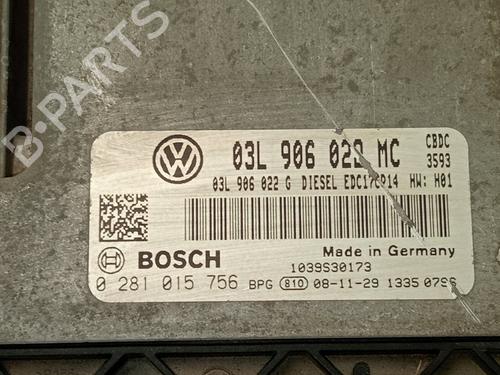 B-PARTS
03L 906 022 MC
CBDC
3593
03L 906 022 G DIESEL EDC17CP14 HW: H01
BOSCH
Made in Germany
1039S30173
0 281 015 756 BPG 810 08-11-29 1335